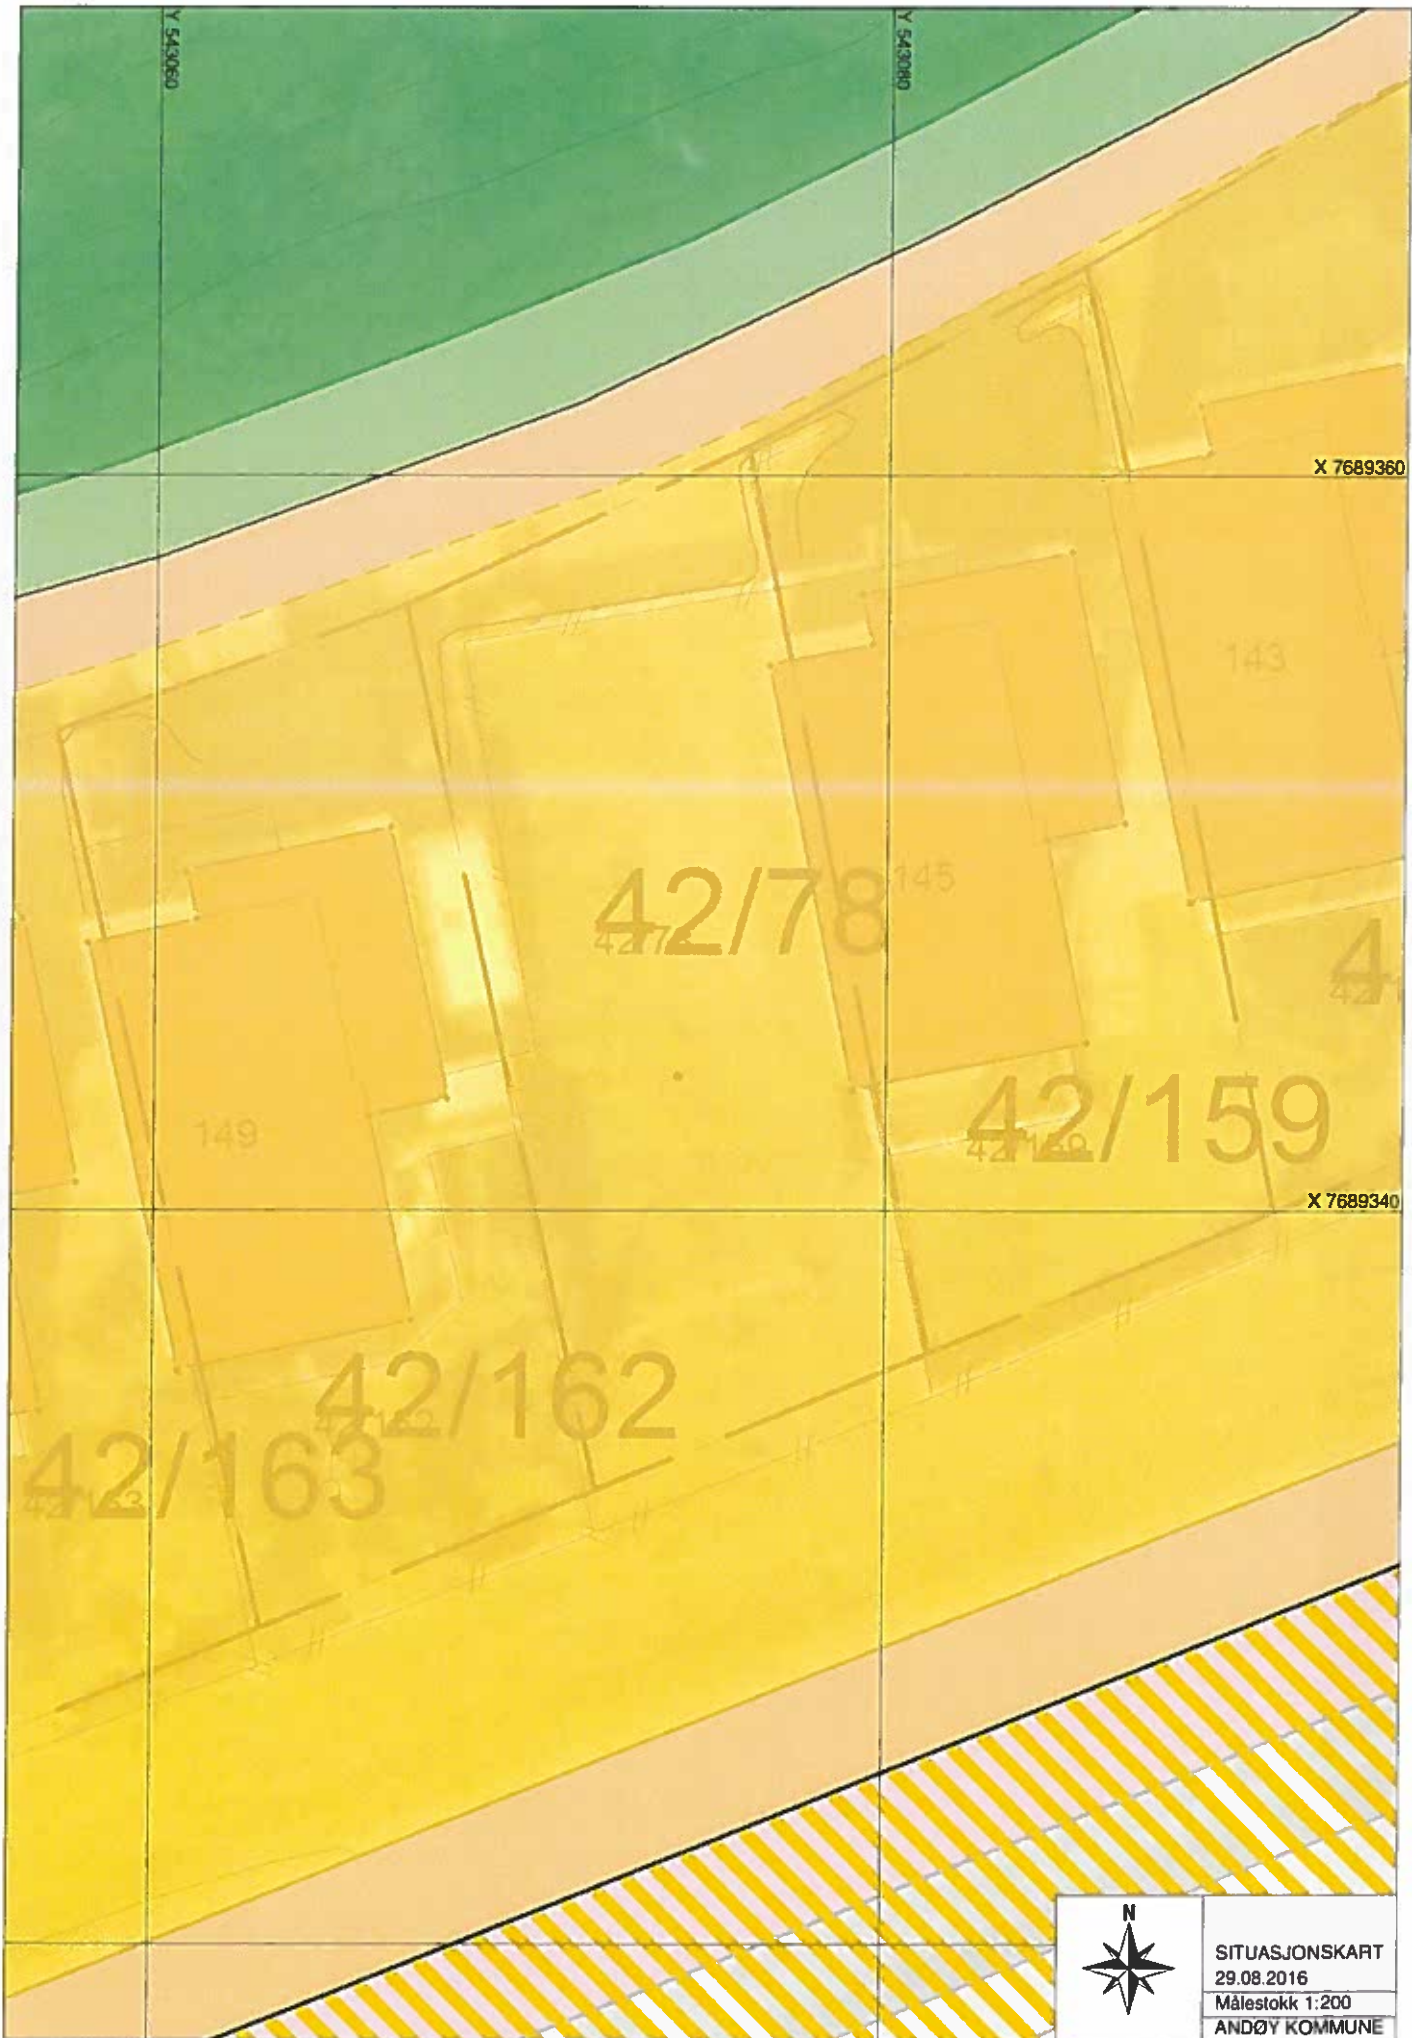 Y 543060
Y 543080
X 7689360
143
42/78
145
42/159
149
X 7689340
42/162
42/163
N
SITUASJONSKART
29.08.2016
Målestokk 1:200
ANDØY KOMMUNE